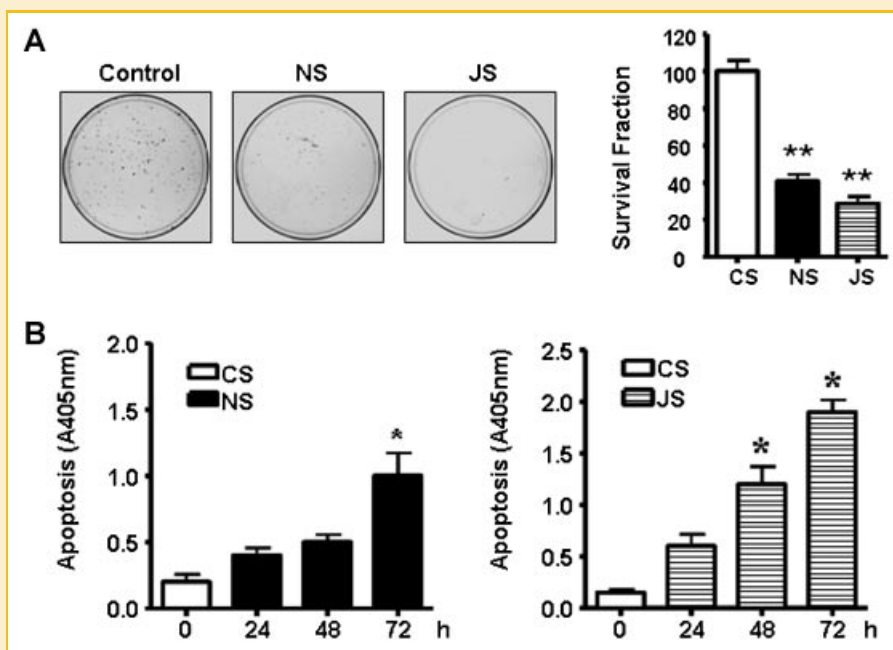 A
Control NS JS
Survival Fraction
120
100
80
60
40
20
0
**
**
CS NS JS
B
Apoptosis (A405nm)
2.0
1.5
1.0
0.5
0.0
CS
NS
*
0 24 48 72 h
Apoptosis (A405nm)
2.5
2.0
1.5
1.0
0.5
0.0
CS
JS
*
*
0 24 48 72 h